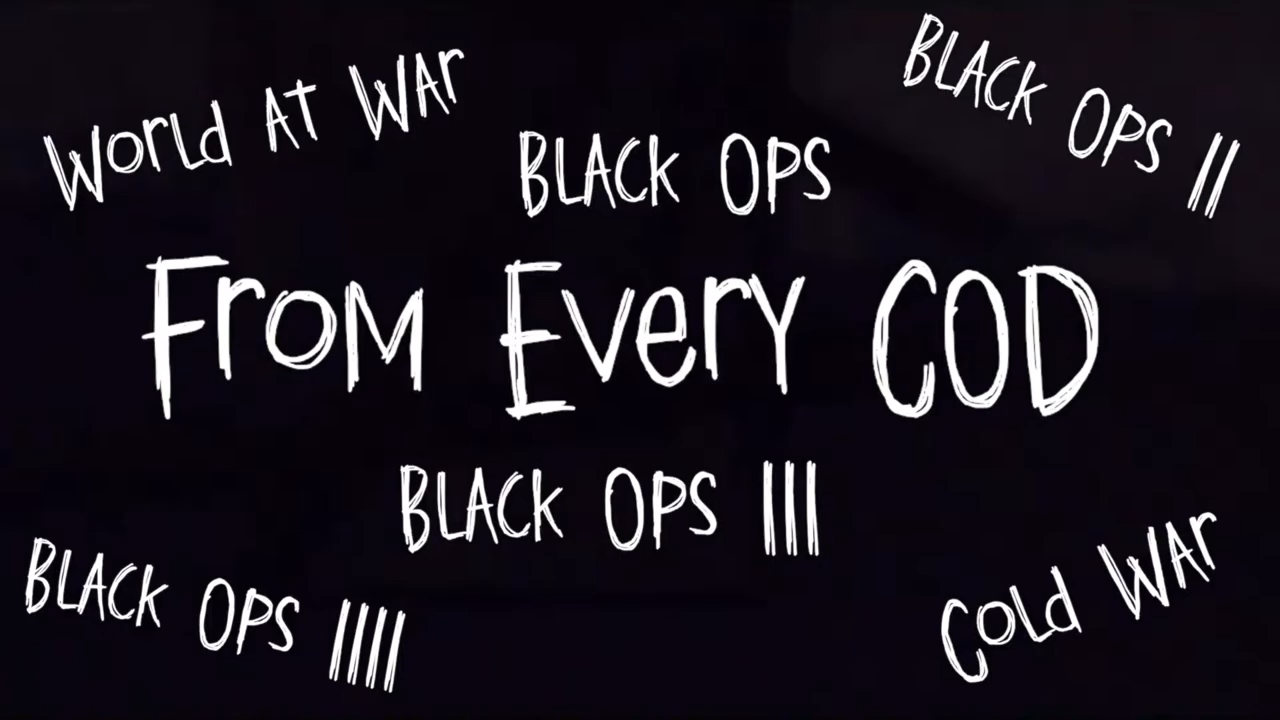 World At War
Black Ops
Black Ops II
From Every COD
Black Ops III
Black Ops IIII
Cold War